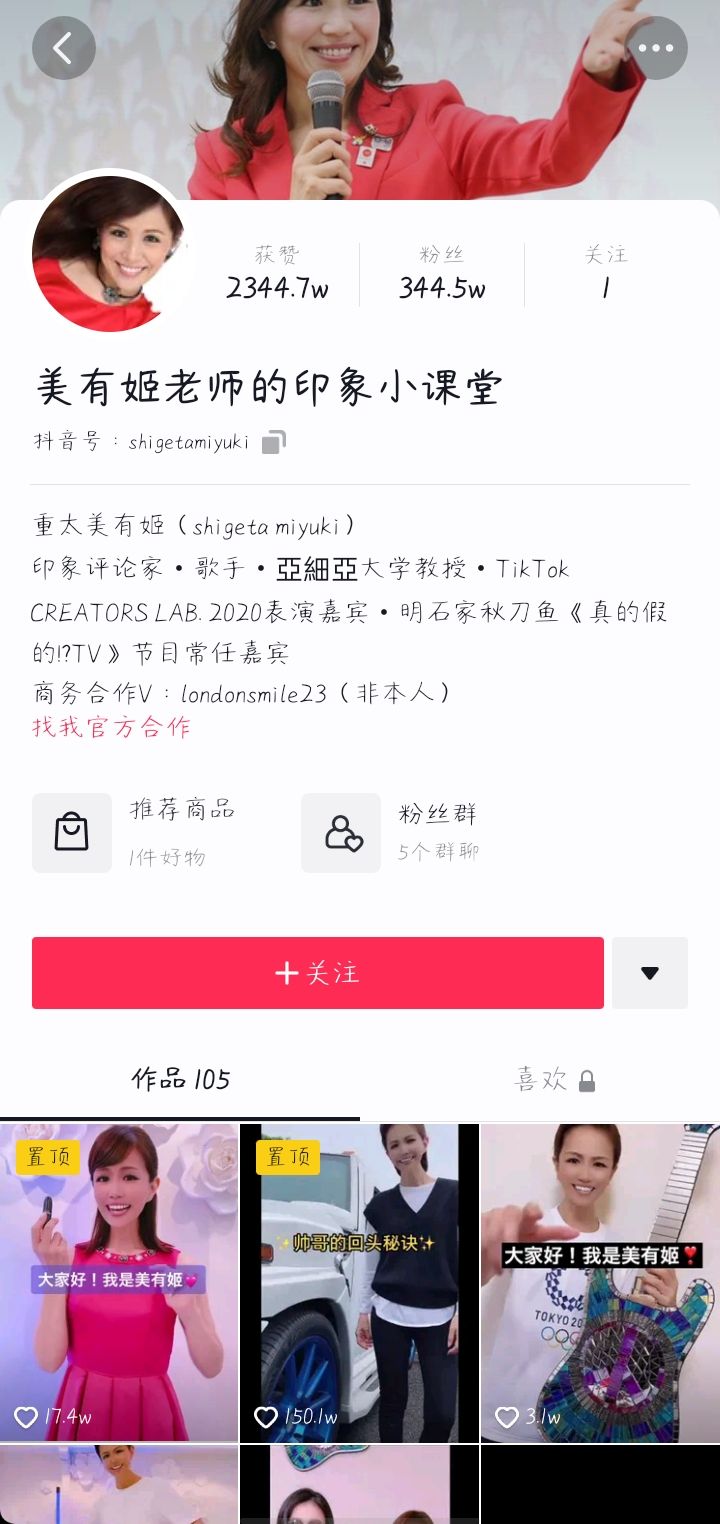 获赞 粉丝 关注
2344.7w 344.5w 1
美有姬老师的印象小课堂
抖音号：shigetamiyuki
重太美有姬（shigeta miyuki）
印象评论家·歌手·亞細亞大学教授·TikTok
CREATORS LAB. 2020表演嘉宾·明石家秋刀鱼《真的假
的!?TV》节目常任嘉宾
商务合作V：londonsmile23（非本人）
找我官方合作
推荐商品 粉丝群
1件好物 5个群聊
+关注
作品 105 喜欢
置顶 置顶
✨帅哥的回头秘诀✨
大家好！我是美有姬❣️
大家好！我是美有姬💓
TOKYO 20
17.4w 150.1w 3.1w